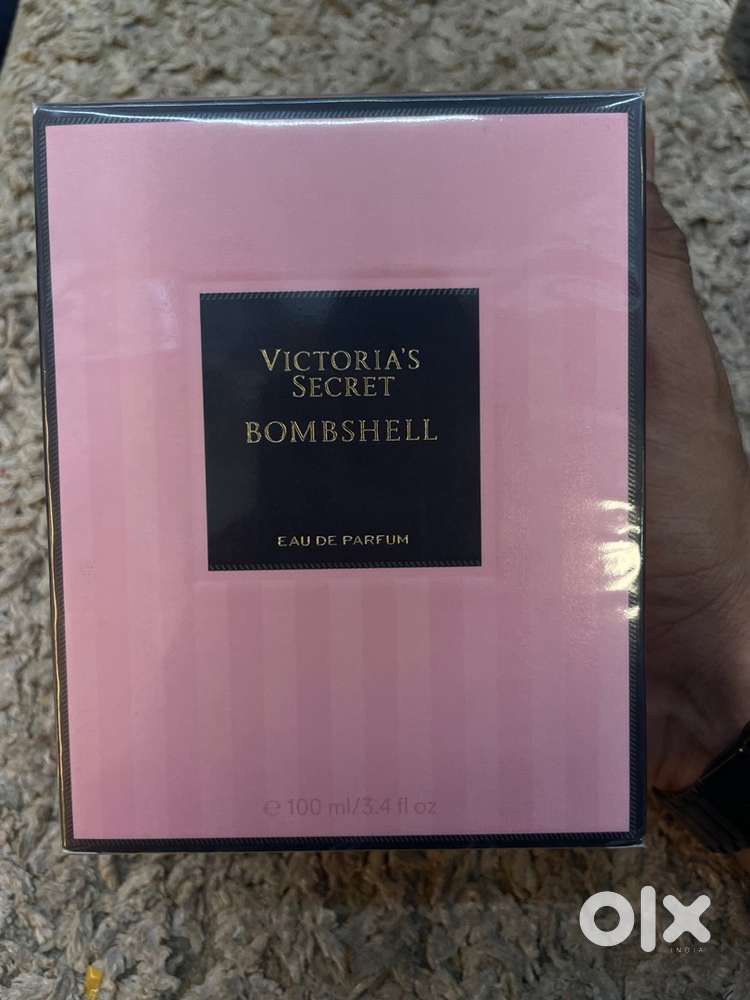 VICTORIA'S
SECRET
BOMBSHELL
EAU DE PARFUM
℮ 100 ml/3.4 fl oz
olx
INDIA